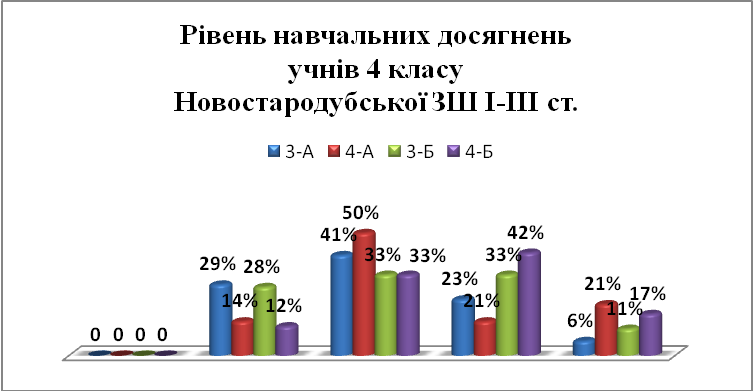 Рівень навчальних досягнень
учнів 4 класу
Новостародубської ЗШ І-ІІІ ст.
3-А 4-А 3-Б 4-Б
0 0 0 0
29% 14% 28% 12%
41% 50% 33% 33%
23% 21% 33% 42%
6% 21% 11% 17%